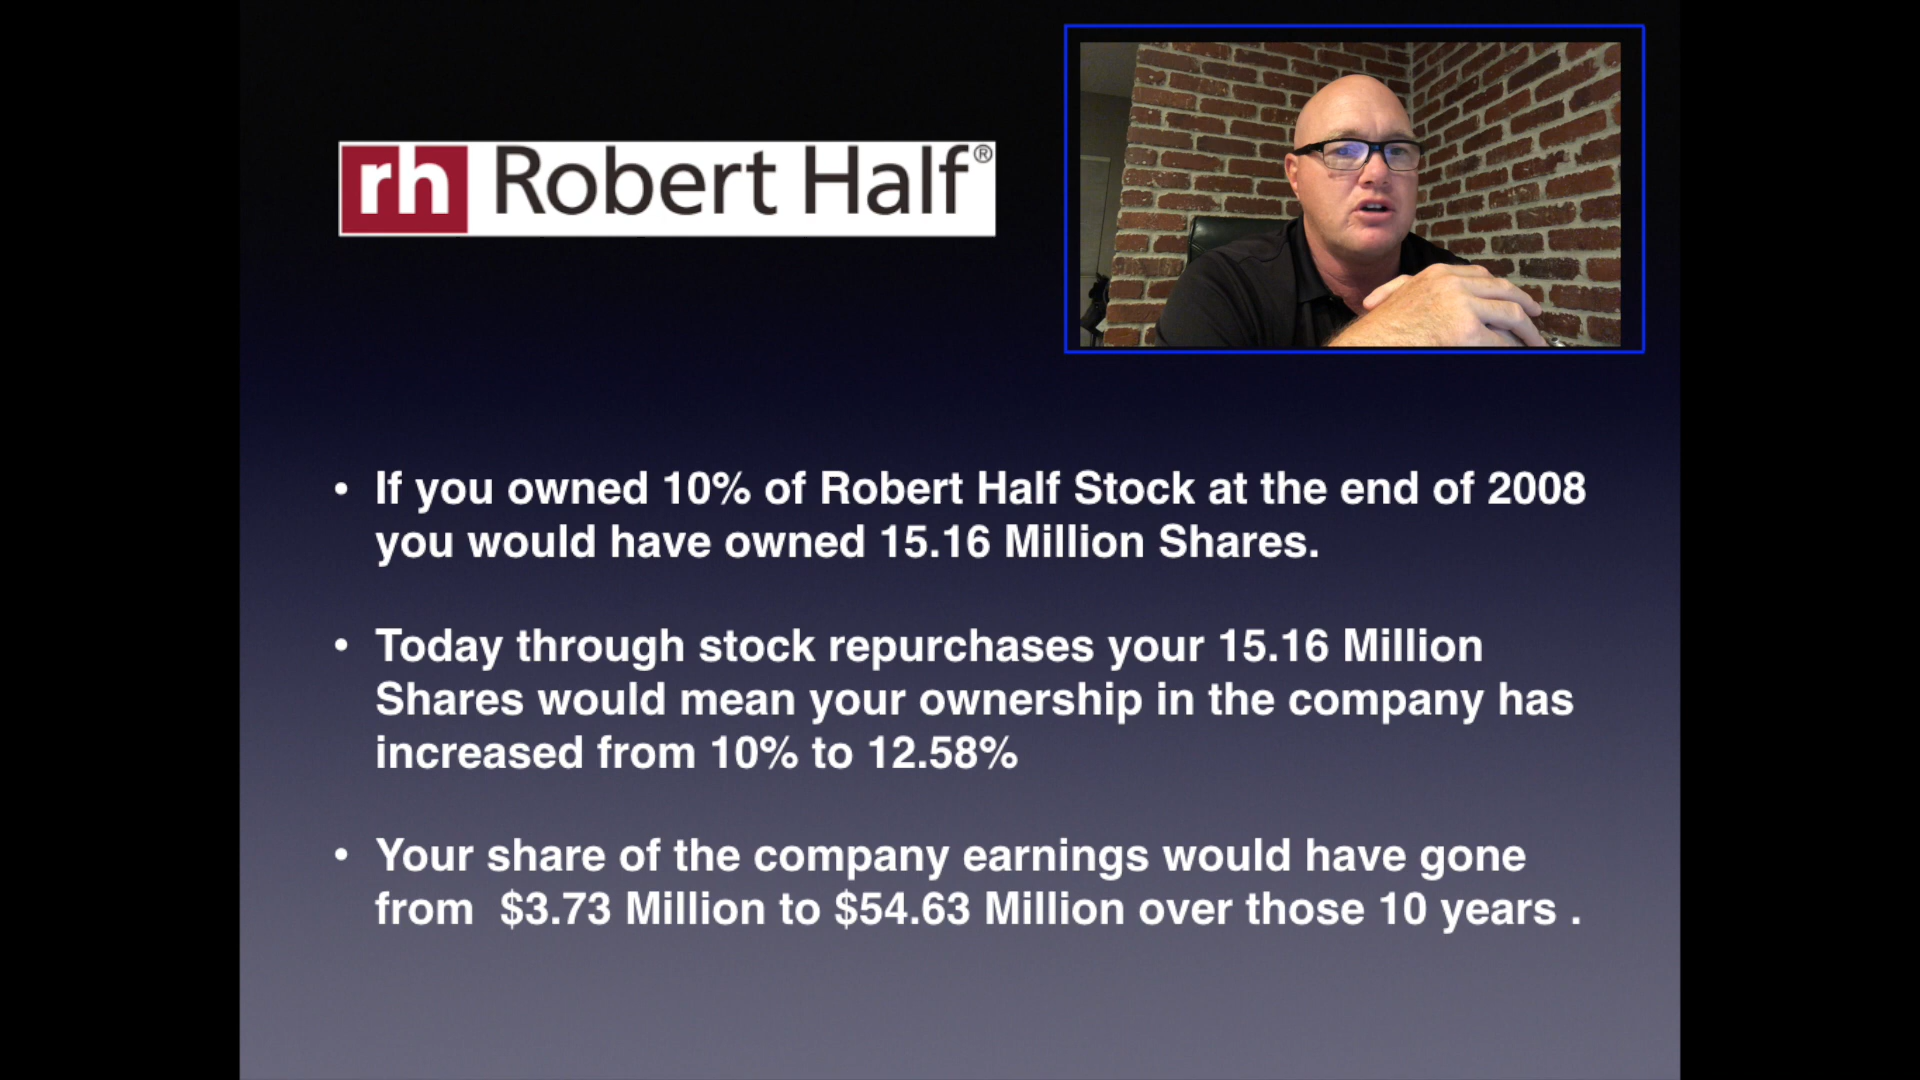 rh Robert Half®
• If you owned 10% of Robert Half Stock at the end of 2008
you would have owned 15.16 Million Shares.
• Today through stock repurchases your 15.16 Million
Shares would mean your ownership in the company has
increased from 10% to 12.58%
• Your share of the company earnings would have gone
from  $3.73 Million to $54.63 Million over those 10 years .